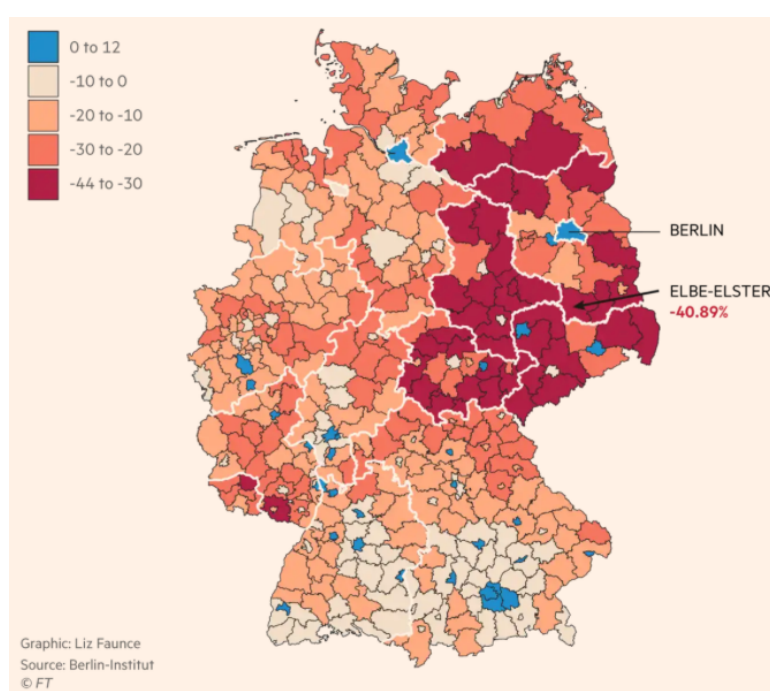 0 to 12
-10 to 0
-20 to -10
-30 to -20
-44 to -30
BERLIN
ELBE-ELSTER
-40.89%
Graphic: Liz Faunce
Source: Berlin-Institut
© FT